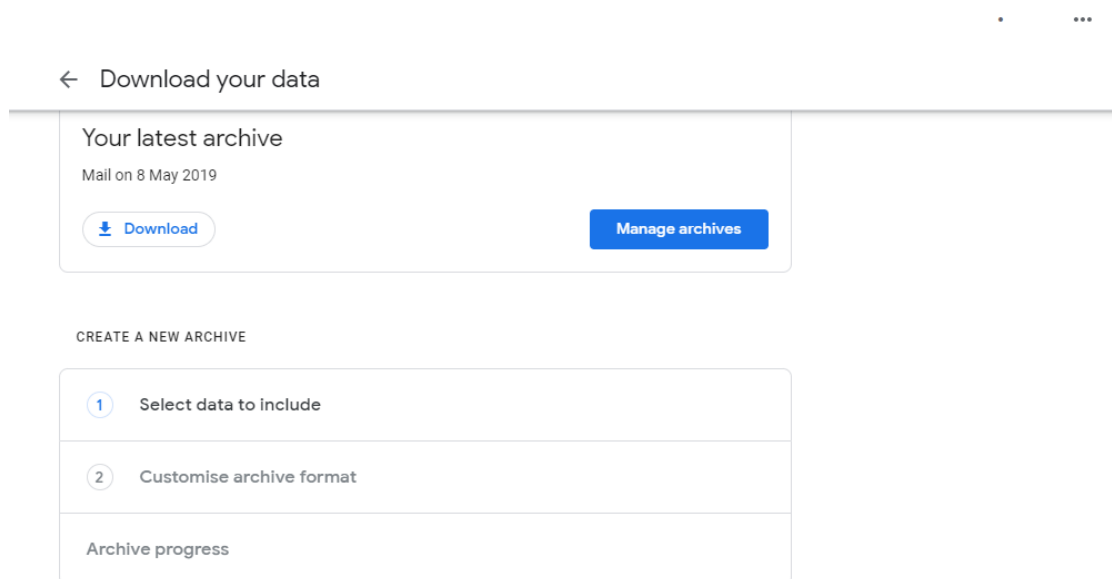 Download your data
Your latest archive
Mail on 8 May 2019
Download
Manage archives
CREATE A NEW ARCHIVE
1 Select data to include
2 Customise archive format
Archive progress